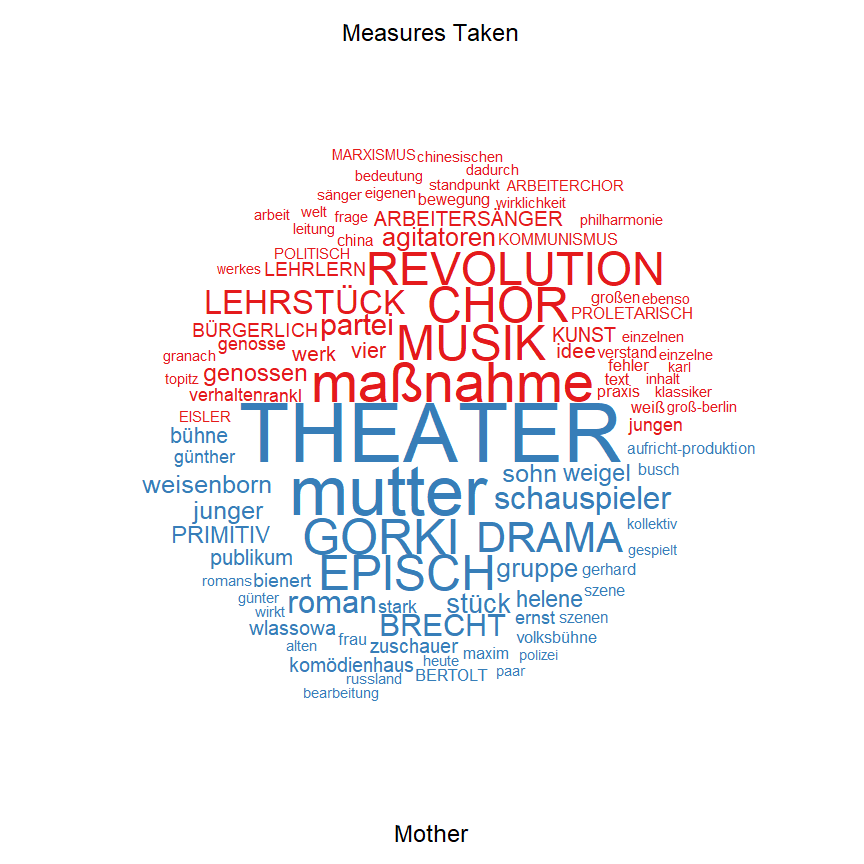 Measures Taken
MARXISMUS chinesischen
bedeutung dadurch
sänger eigenen standpunkt ARBEITERCHOR
bewegung wirklichkeit
arbeit welt frage ARBEITERSÄNGER philharmonie
leitung china agitatoren KOMMUNISMUS
POLITISCH
werkes LEHRLERN REVOLUTION
LEHRSTÜCK CHOR großen ebenso
PROLETARISCH
BÜRGERLICH partei MUSIK KUNST einzelnen
genosse
granach werk vier idee verstand einzelne
topitz genossen maßnahme fehler karl
text inhalt
verhalten rankl praxis klassiker
weiß groß-berlin
EISLER THEATER jungen
bühne aufricht-produktion
günther
weisenborn mutter sohn weigel busch
junger schauspieler
PRIMITIV GORKI DRAMA kollektiv
publikum gespielt
romans bienert EPISCH gruppe gerhard
günter roman stark stück helene szene
wirkt
wlassowa BRECHT ernst szenen
alten frau zuschauer volksbühne
komödienhaus heute maxim polizei
russland BERTOLT paar
bearbeitung
Mother